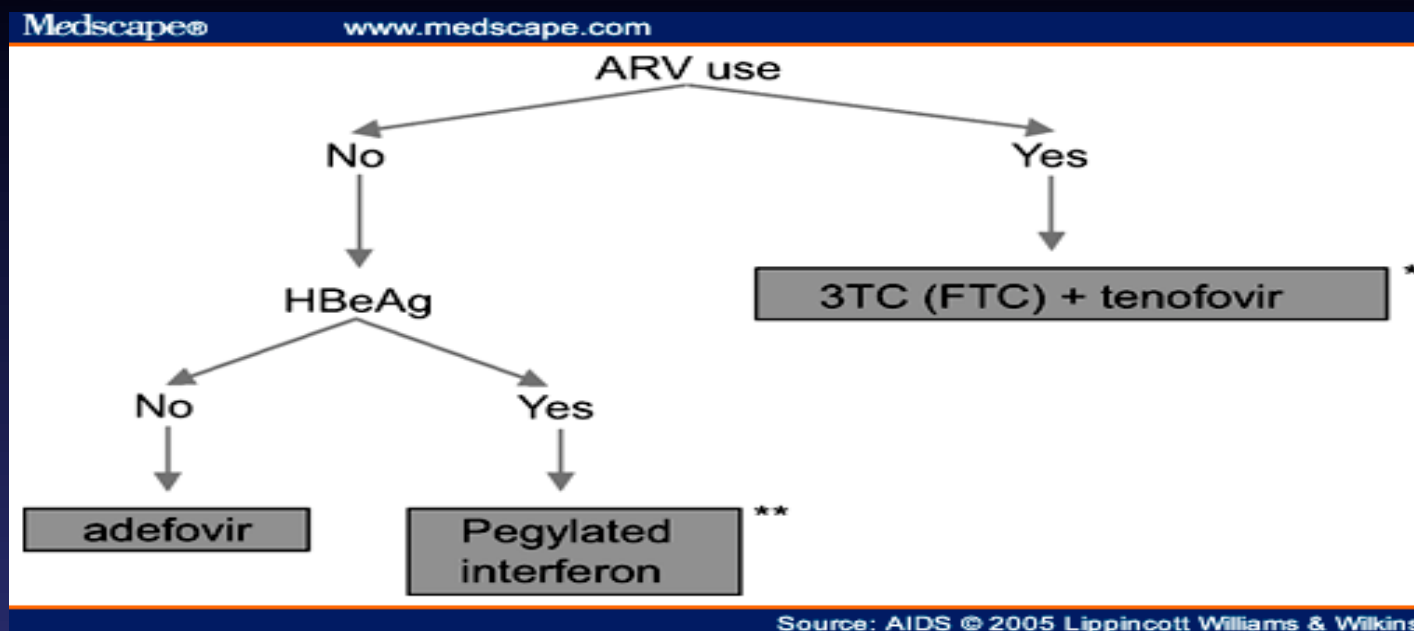 Medscape® www.medscape.com
ARV use
No Yes
HBeAg
3TC (FTC) + tenofovir *
No Yes
adefovir
Pegylated **
interferon
Source: AIDS © 2005 Lippincott Williams & Wilkins